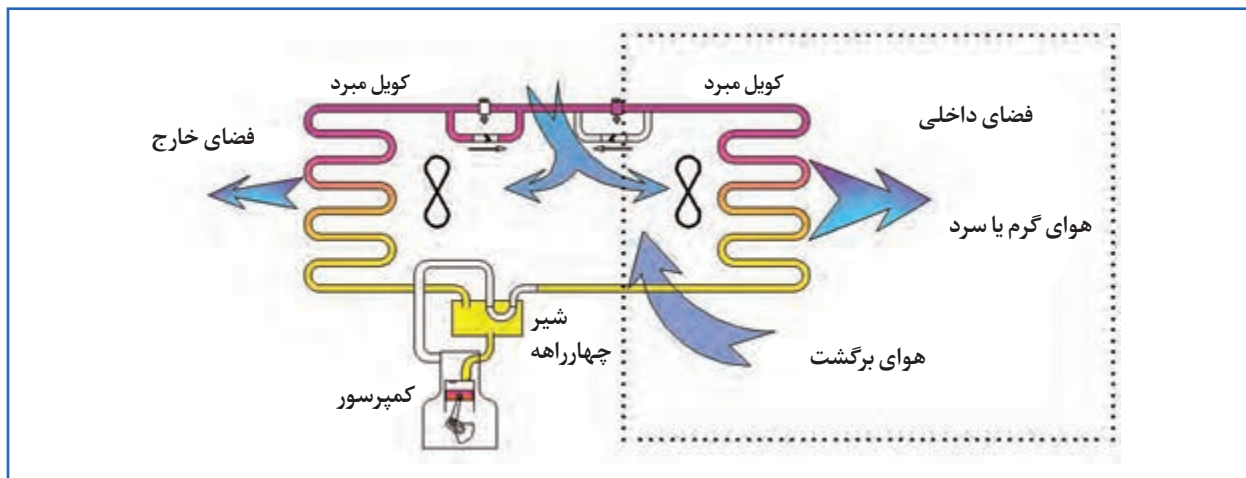 کویل مبرد
کویل مبرد
فضای داخلی
فضای خارج
هوای گرم یا سرد
شیر
چهارراهه
هوای برگشت
کمپرسور